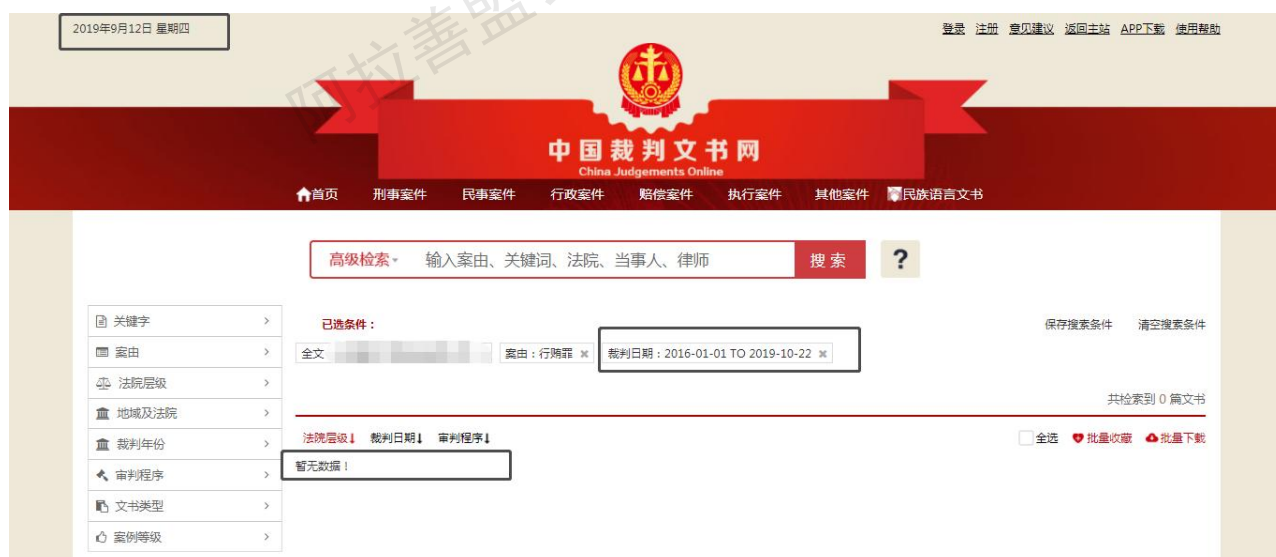 2019年9月12日 星期四
登录 注册 意见建议 返回主站 APP下载 使用帮助
阿拉善盟
中国裁判文书网
China Judgements Online
首页 刑事案件 民事案件 行政案件 赔偿案件 执行案件 其他案件 民族语言文书
高级检索 输入案由、关键词、法院、当事人、律师 搜索 ?
关键字
案由
法院层级
地域及法院
裁判年份
审判程序
文书类型
案例等级
已选条件：
保存搜索条件 清空搜索条件
全文 案由：行贿罪 × 裁判日期：2016-01-01 TO 2019-10-22 ×
共检索到 0 篇文书
法院层级↓ 裁判日期↓ 审判程序↓
全选 批量收藏 批量下载
暂无数据！